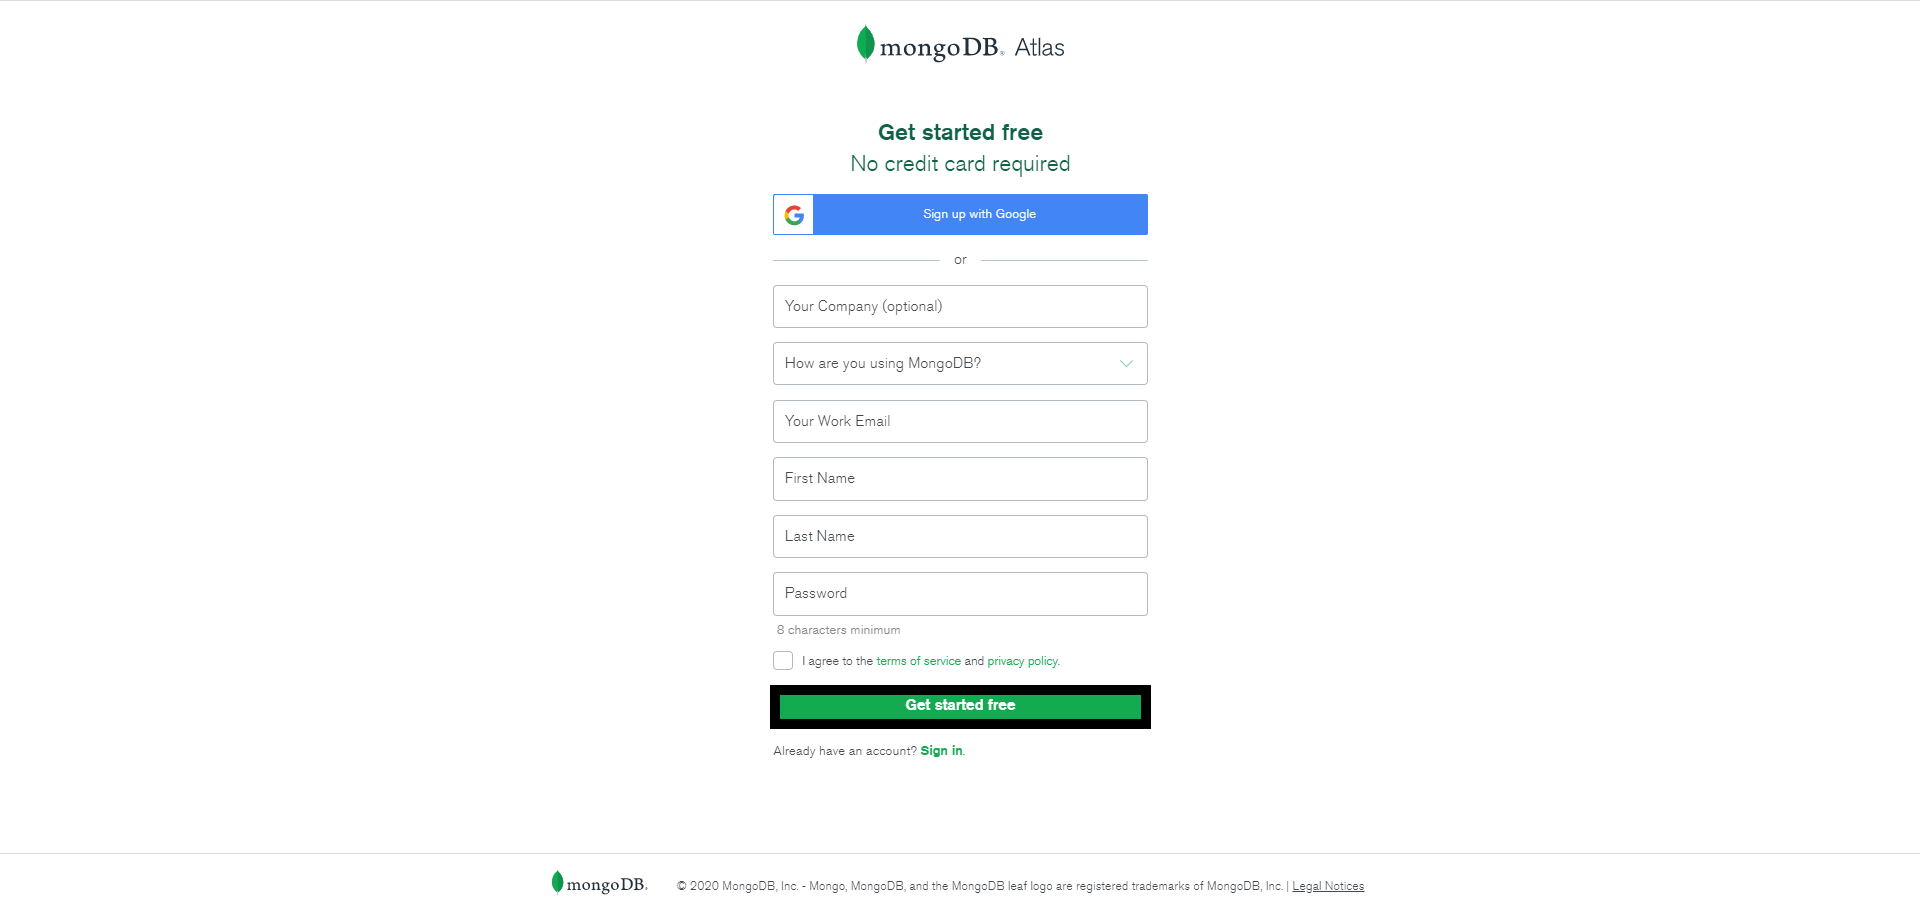 mongoDB® Atlas
Get started free
No credit card required
Sign up with Google
or
Your Company (optional)
How are you using MongoDB?
Your Work Email
First Name
Last Name
Password
8 characters minimum
I agree to the terms of service and privacy policy.
Get started free
Already have an account? Sign in.
mongoDB® © 2020 MongoDB, Inc. - Mongo, MongoDB, and the MongoDB leaf logo are registered trademarks of MongoDB, Inc. | Legal Notices